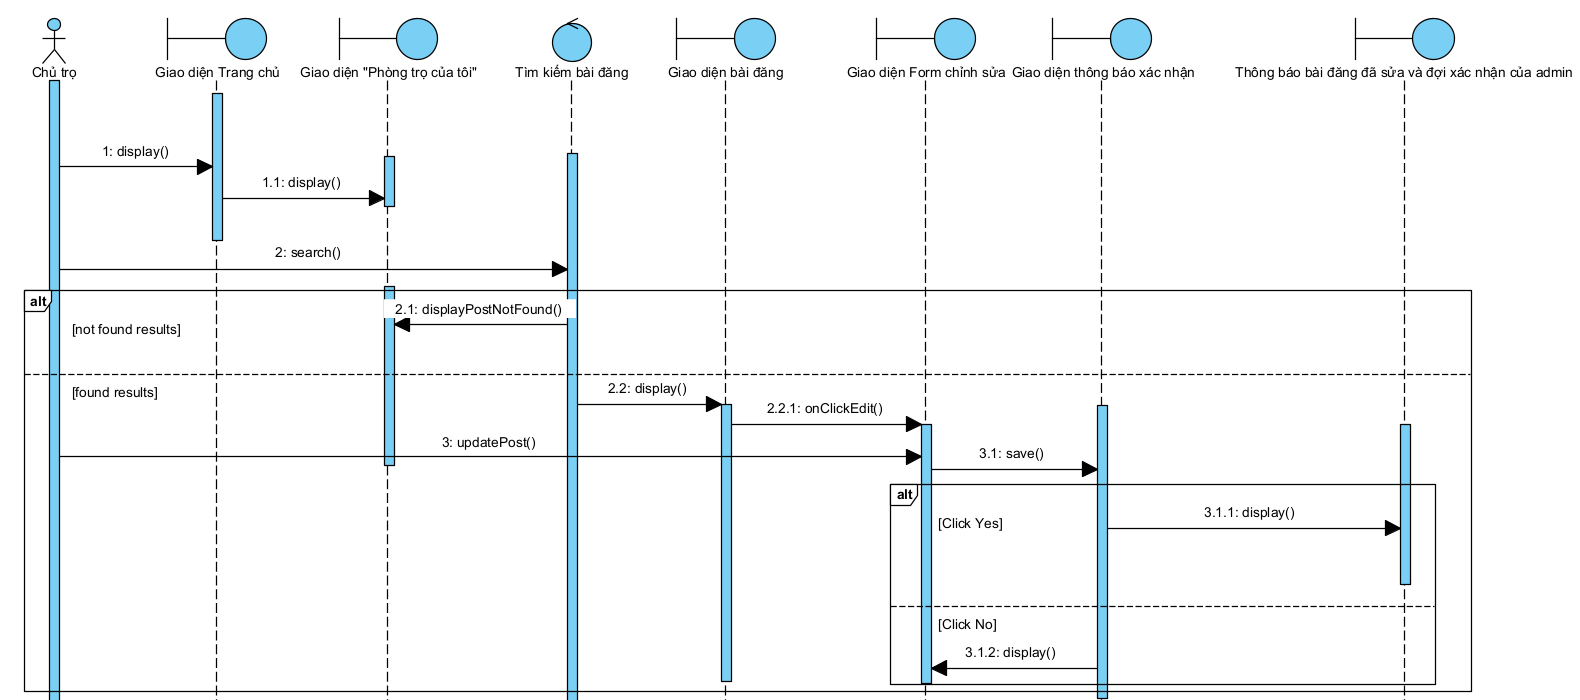 Chủ trọ
Giao diện Trang chủ
Giao diện "Phòng trọ của tôi"
Tìm kiếm bài đăng
Giao diện bài đăng
Giao diện Form chỉnh sửa
Giao diện thông báo xác nhận
Thông báo bài đăng đã sửa và đợi xác nhận của admin
1: display()
1.1: display()
2: search()
alt
2.1: displayPostNotFound()
[not found results]
[found results]
2.2: display()
2.2.1: onClickEdit()
3: updatePost()
3.1: save()
alt
3.1.1: display()
[Click Yes]
[Click No]
3.1.2: display()